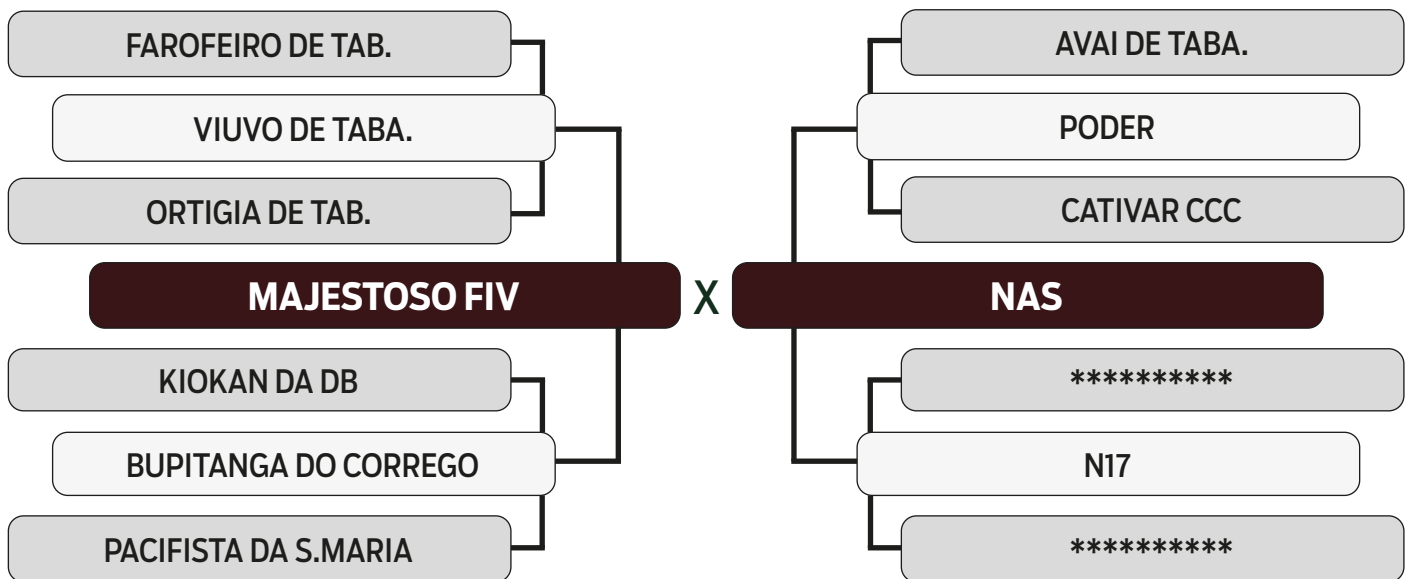 FAROFEIRO DE TAB.
AVAI DE TABA.
VIUVO DE TABA.
PODER
ORTIGIA DE TAB.
CATIVAR CCC
MAJESTOSO FIV X NAS
KIOKAN DA DB
**********
BUPITANGA DO CORREGO
N17
PACIFISTA DA S.MARIA
**********